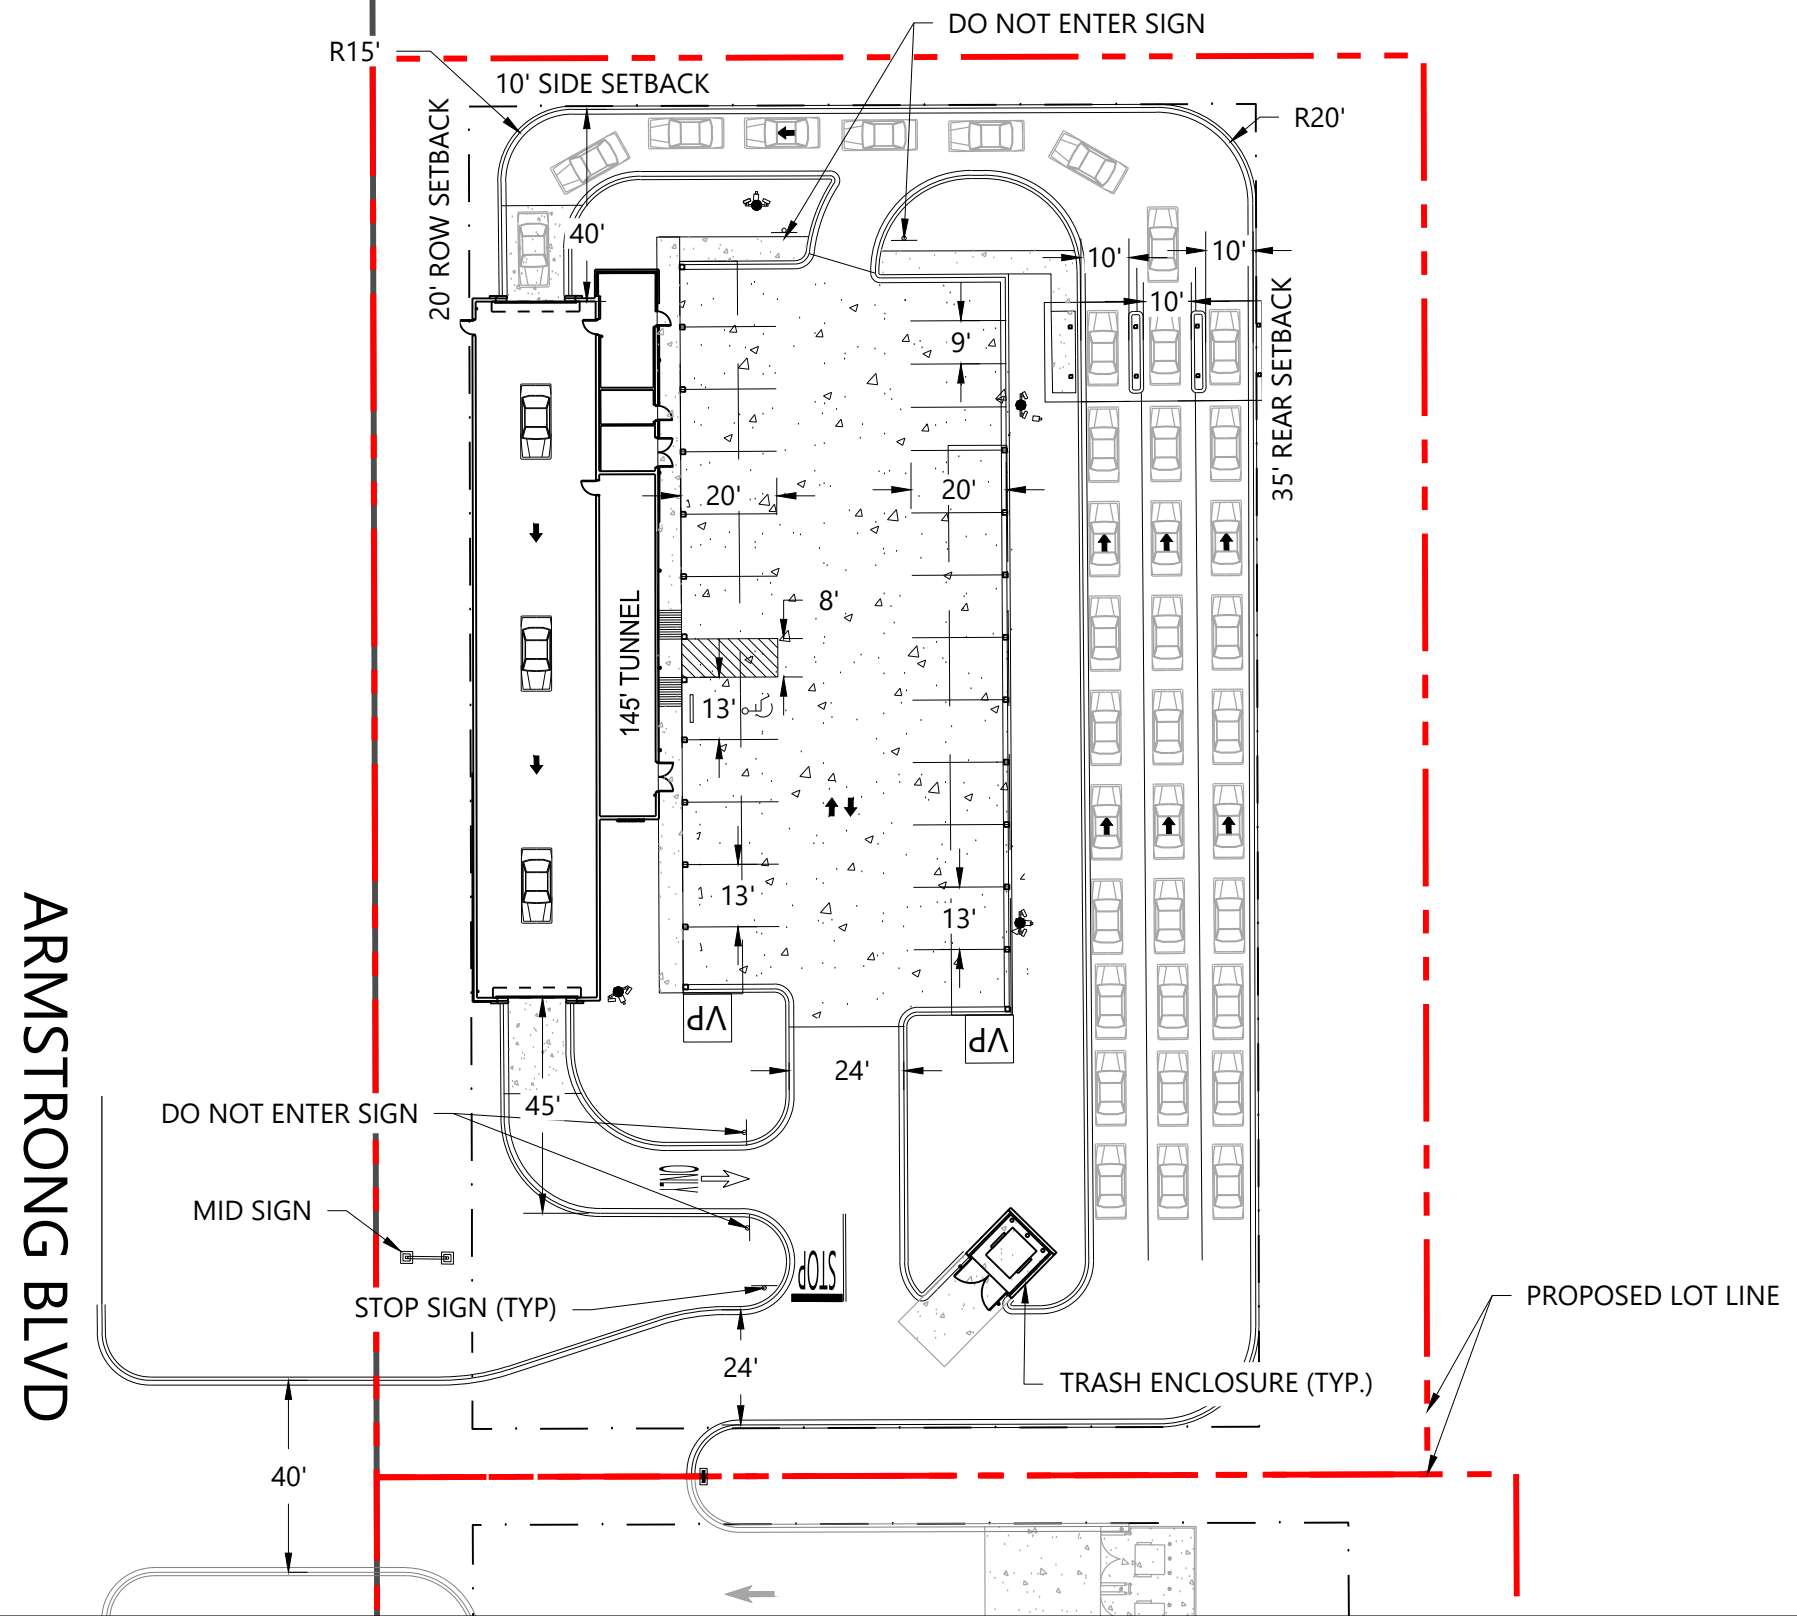 DO NOT ENTER SIGN
R15'
10' SIDE SETBACK
R20'
20' ROW SETBACK
40'
10'
10'
10'
9'
35' REAR SETBACK
20'
20'
8'
145' TUNNEL
13'
13'
13'
VP
VP
24'
45'
DO NOT ENTER SIGN
MID SIGN
STOP
STOP SIGN (TYP)
PROPOSED LOT LINE
24'
TRASH ENCLOSURE (TYP.)
ARMSTRONG BLVD
40'